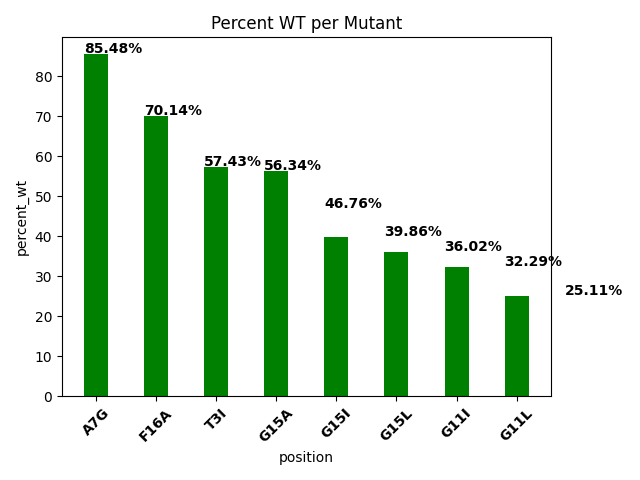 Percent WT per Mutant
85.48%
70.14%
57.43%
56.34%
46.76%
39.86%
36.02%
32.29%
25.11%
percent_wt
80
70
60
50
40
30
20
10
0
A7G
F16A
T3I
G15A
G15I
G15L
G11I
G11L
position